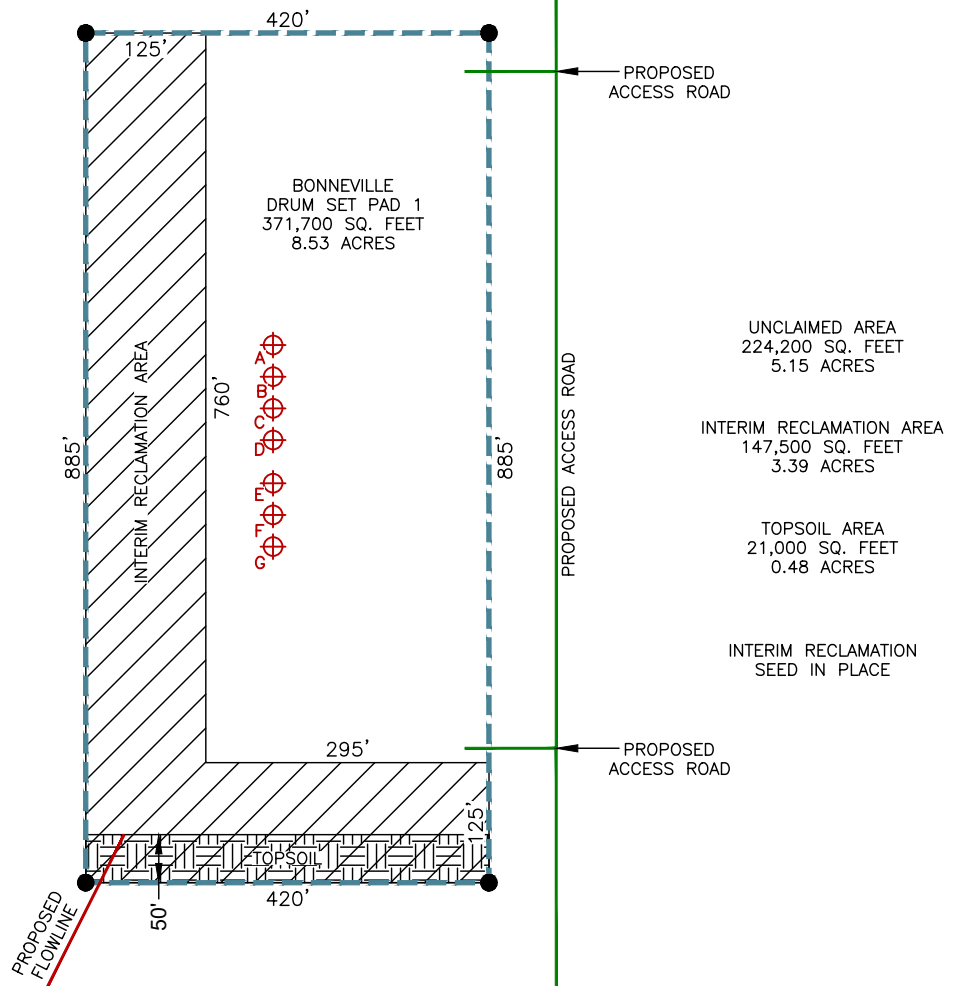 420'
125'
PROPOSED
ACCESS ROAD
BONNEVILLE
DRUM SET PAD 1
371,700 SQ. FEET
8.53 ACRES
UNCLAIMED AREA
224,200 SQ. FEET
5.15 ACRES
A
B
C
D
E
F
G
760'
INTERIM RECLAMATION AREA
885'
885'
PROPOSED ACCESS ROAD
INTERIM RECLAMATION AREA
147,500 SQ. FEET
3.39 ACRES
TOPSOIL AREA
21,000 SQ. FEET
0.48 ACRES
INTERIM RECLAMATION
SEED IN PLACE
295'
PROPOSED
ACCESS ROAD
125'
TOPSOIL
420'
50'
PROPOSED
FLOWLINE